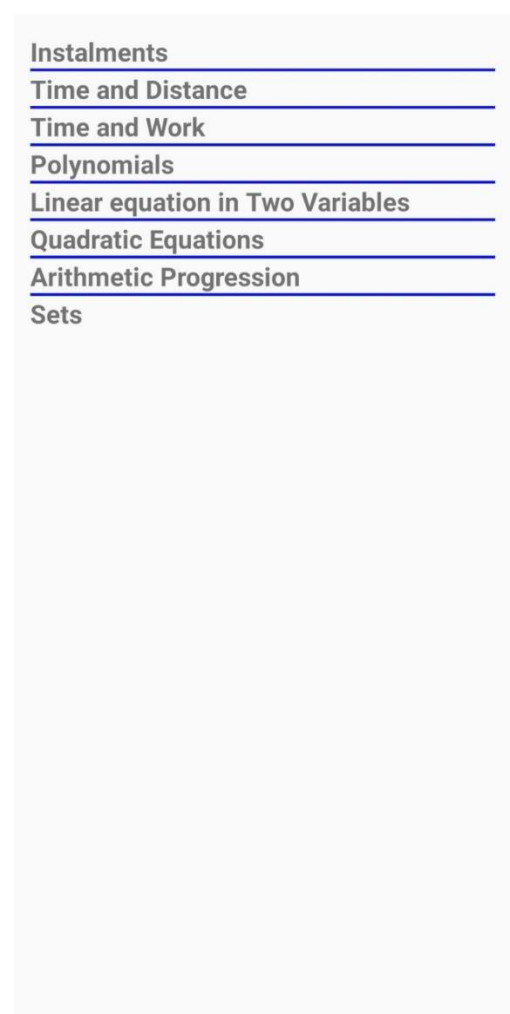 Instalments
Time and Distance
Time and Work
Polynomials
Linear equation in Two Variables
Quadratic Equations
Arithmetic Progression
Sets